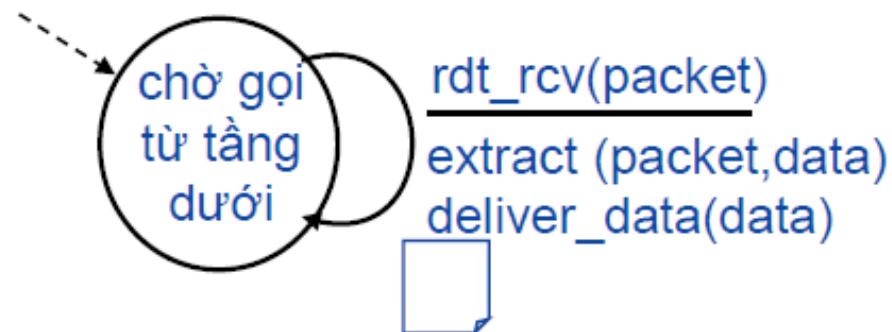 chờ gọi
từ tầng
dưới
rdt_rcv(packet)
extract (packet,data)
deliver_data(data)